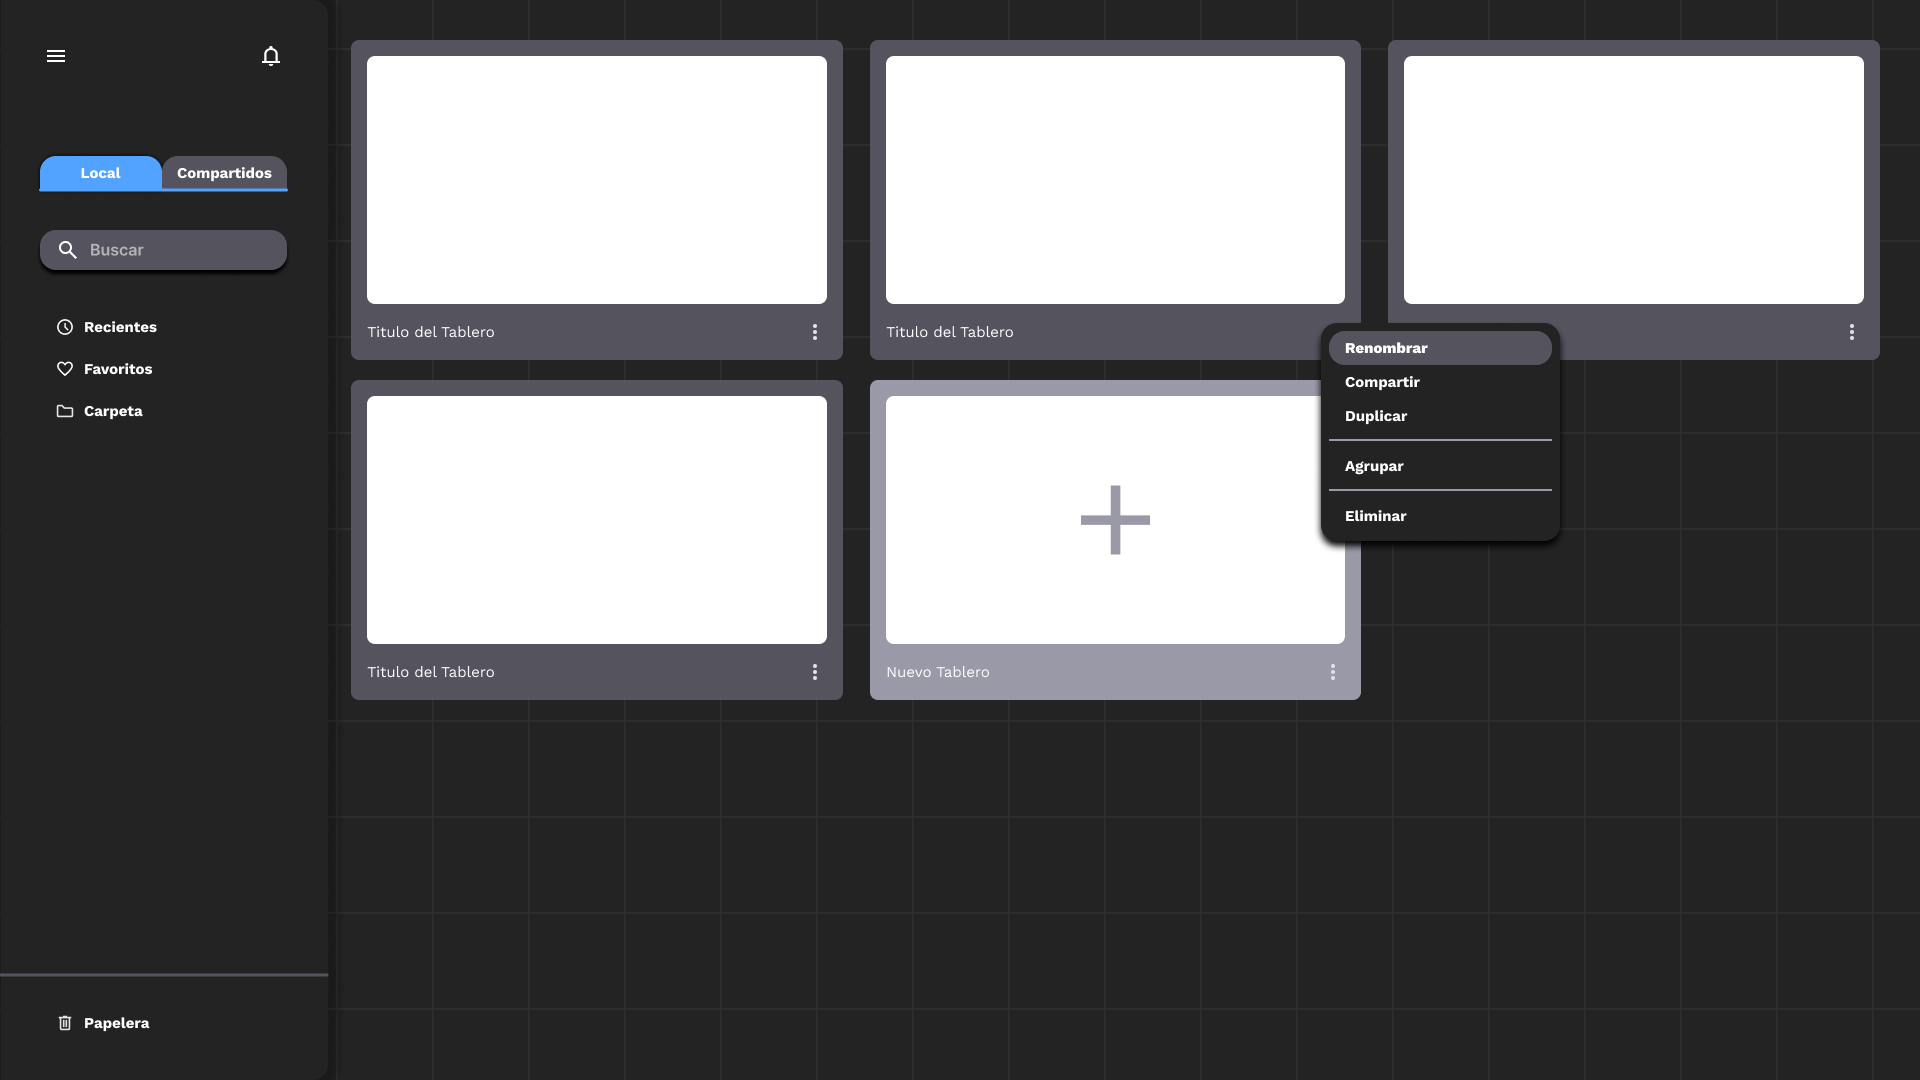 Local
Compartidos
Buscar
Recientes
Favoritos
Carpeta
Papelera
Titulo del Tablero
Titulo del Tablero
Renombrar
Compartir
Duplicar
Agrupar
Eliminar
Titulo del Tablero
Nuevo Tablero